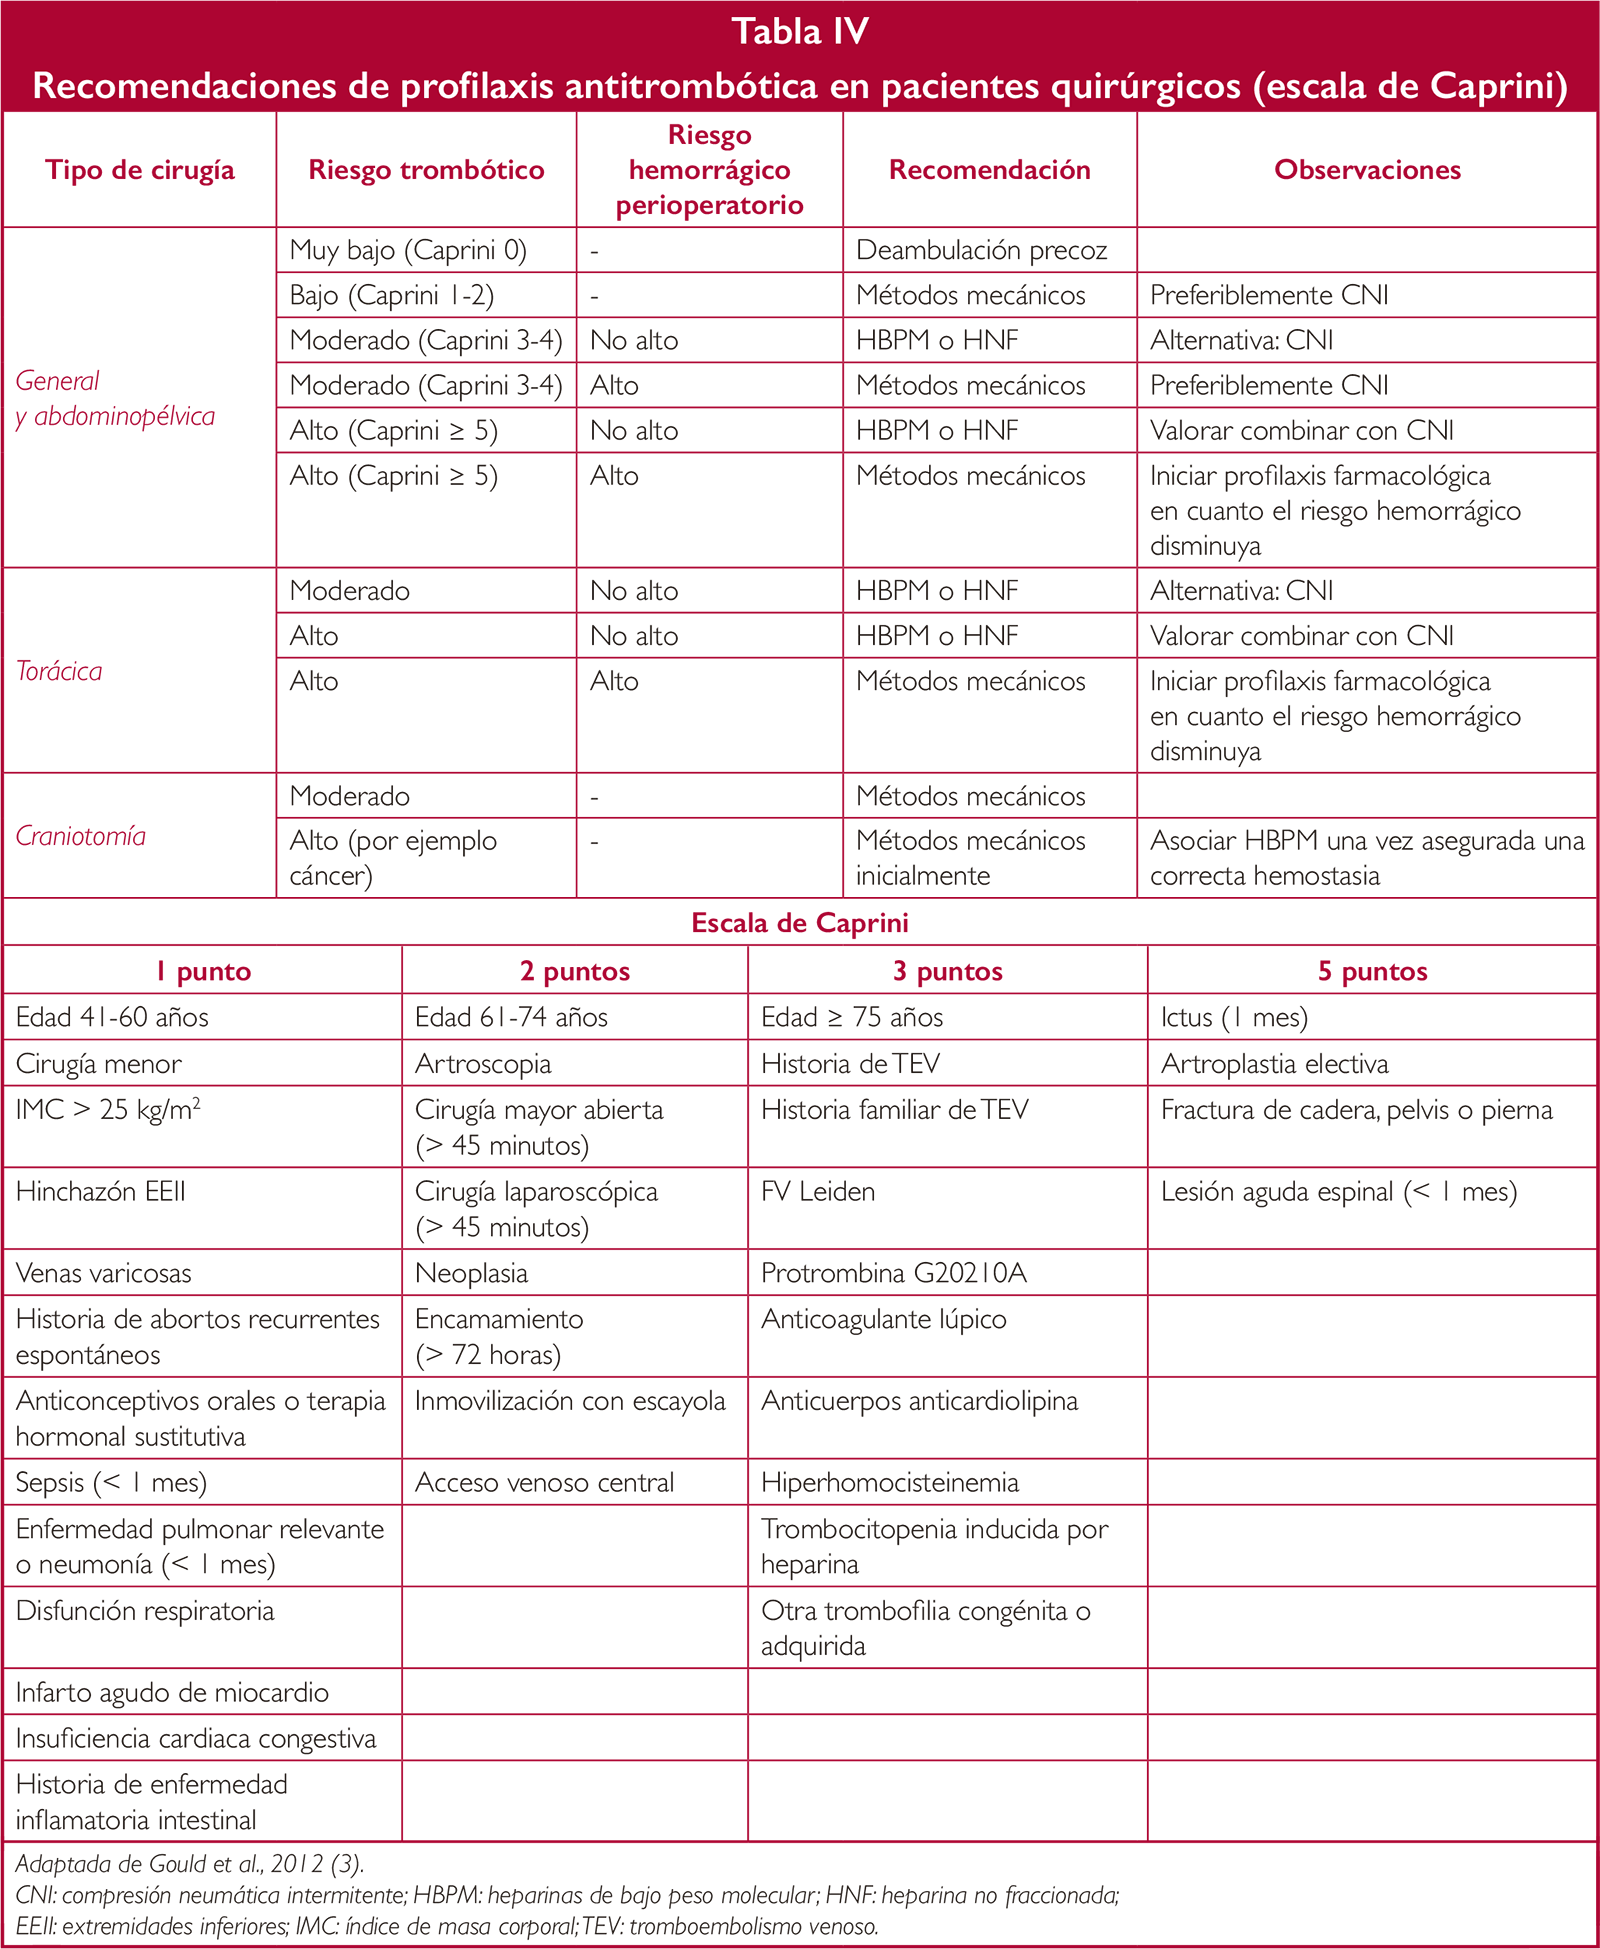 Tabla IV
Recomendaciones de profilaxis antitrombótica en pacientes quirúrgicos (escala de Caprini)
Tipo de cirugía
Riesgo trombótico
Riesgo
hemorrágico
perioperatorio
Recomendación
Observaciones
General
y abdominopélvica
Muy bajo (Caprini 0)
-
Deambulación precoz
Bajo (Caprini 1-2)
-
Métodos mecánicos
Preferiblemente CNI
Moderado (Caprini 3-4)
No alto
HBPM o HNF
Alternativa: CNI
Moderado (Caprini 3-4)
Alto
Métodos mecánicos
Preferiblemente CNI
Alto (Caprini ≥ 5)
No alto
HBPM o HNF
Valorar combinar con CNI
Alto (Caprini ≥ 5)
Alto
Métodos mecánicos
Iniciar profilaxis farmacológica
en cuanto el riesgo hemorrágico
disminuya
Torácica
Moderado
No alto
HBPM o HNF
Alternativa: CNI
Alto
No alto
HBPM o HNF
Valorar combinar con CNI
Alto
Alto
Métodos mecánicos
Iniciar profilaxis farmacológica
en cuanto el riesgo hemorrágico
disminuya
Craniotomía
Moderado
-
Métodos mecánicos
Alto (por ejemplo
cáncer)
-
Métodos mecánicos
inicialmente
Asociar HBPM una vez asegurada una
correcta hemostasia
Escala de Caprini
1 punto
2 puntos
3 puntos
5 puntos
Edad 41-60 años
Edad 61-74 años
Edad ≥ 75 años
Ictus (1 mes)
Cirugía menor
Artroscopia
Historia de TEV
Artroplastia electiva
IMC > 25 kg/m²
Cirugía mayor abierta
(> 45 minutos)
Historia familiar de TEV
Fractura de cadera, pelvis o pierna
Hinchazón EEII
Cirugía laparoscópica
(> 45 minutos)
FV Leiden
Lesión aguda espinal (< 1 mes)
Venas varicosas
Neoplasia
Protrombina G20210A
Historia de abortos recurrentes
espontáneos
Encamamiento
(> 72 horas)
Anticoagulante lúpico
Anticonceptivos orales o terapia
hormonal sustitutiva
Inmovilización con escayola
Anticuerpos anticardiolipina
Sepsis (< 1 mes)
Acceso venoso central
Hiperhomocisteinemia
Enfermedad pulmonar relevante
o neumonía (< 1 mes)
Trombocitopenia inducida por
heparina
Disfunción respiratoria
Otra trombofilia congénita o
adquirida
Infarto agudo de miocardio
Insuficiencia cardiaca congestiva
Historia de enfermedad
inflamatoria intestinal
Adaptada de Gould et al., 2012 (3).
CNI: compresión neumática intermitente; HBPM: heparinas de bajo peso molecular; HNF: heparina no fraccionada;
EEII: extremidades inferiores; IMC: índice de masa corporal; TEV: tromboembolismo venoso.